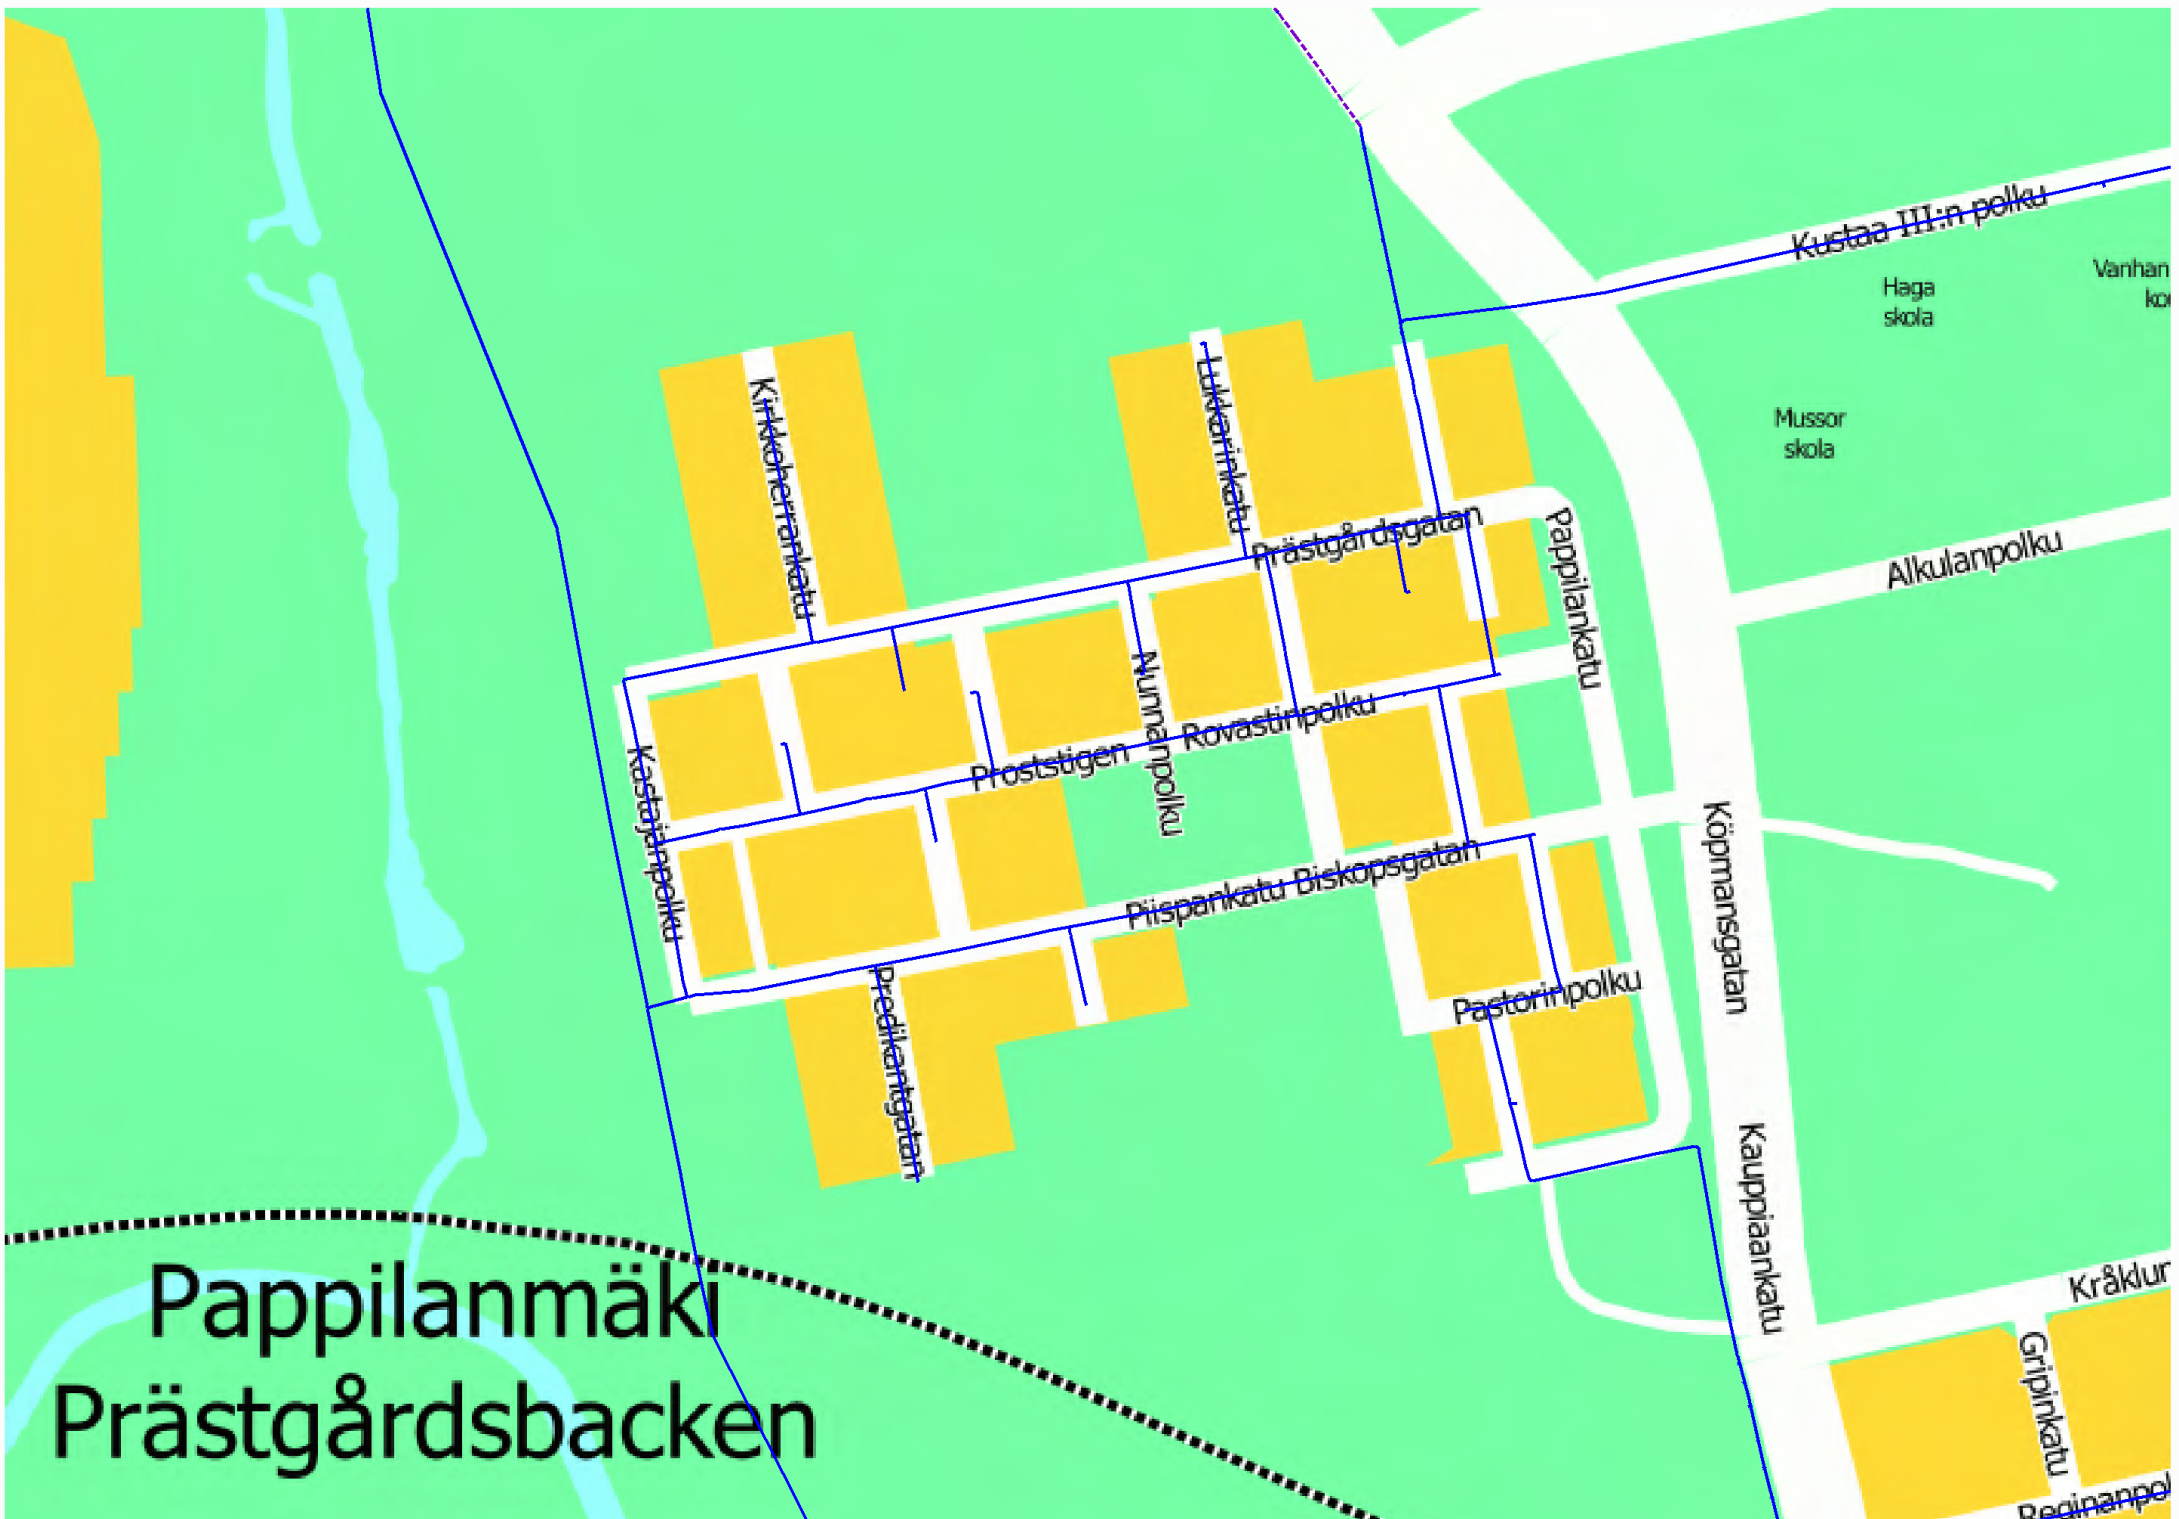 Kustaa III:n polku
Vanhan
Haga
skola
Mussor
skola
Kirkkoherrankatu
Lukkarinkatu
Prästgårdsgatan
Pappilankatu
Alkulanpolku
Nunnanpolku
Rovastinpolku
Proststigen
Kastajanpolku
Piispankatu Biskopsgatan
Köpmansgatan
Predikantgatan
Pastorinpolku
Kauppiaankatu
Pappilanmäki
Prästgårdsbacken
Gripinkatu